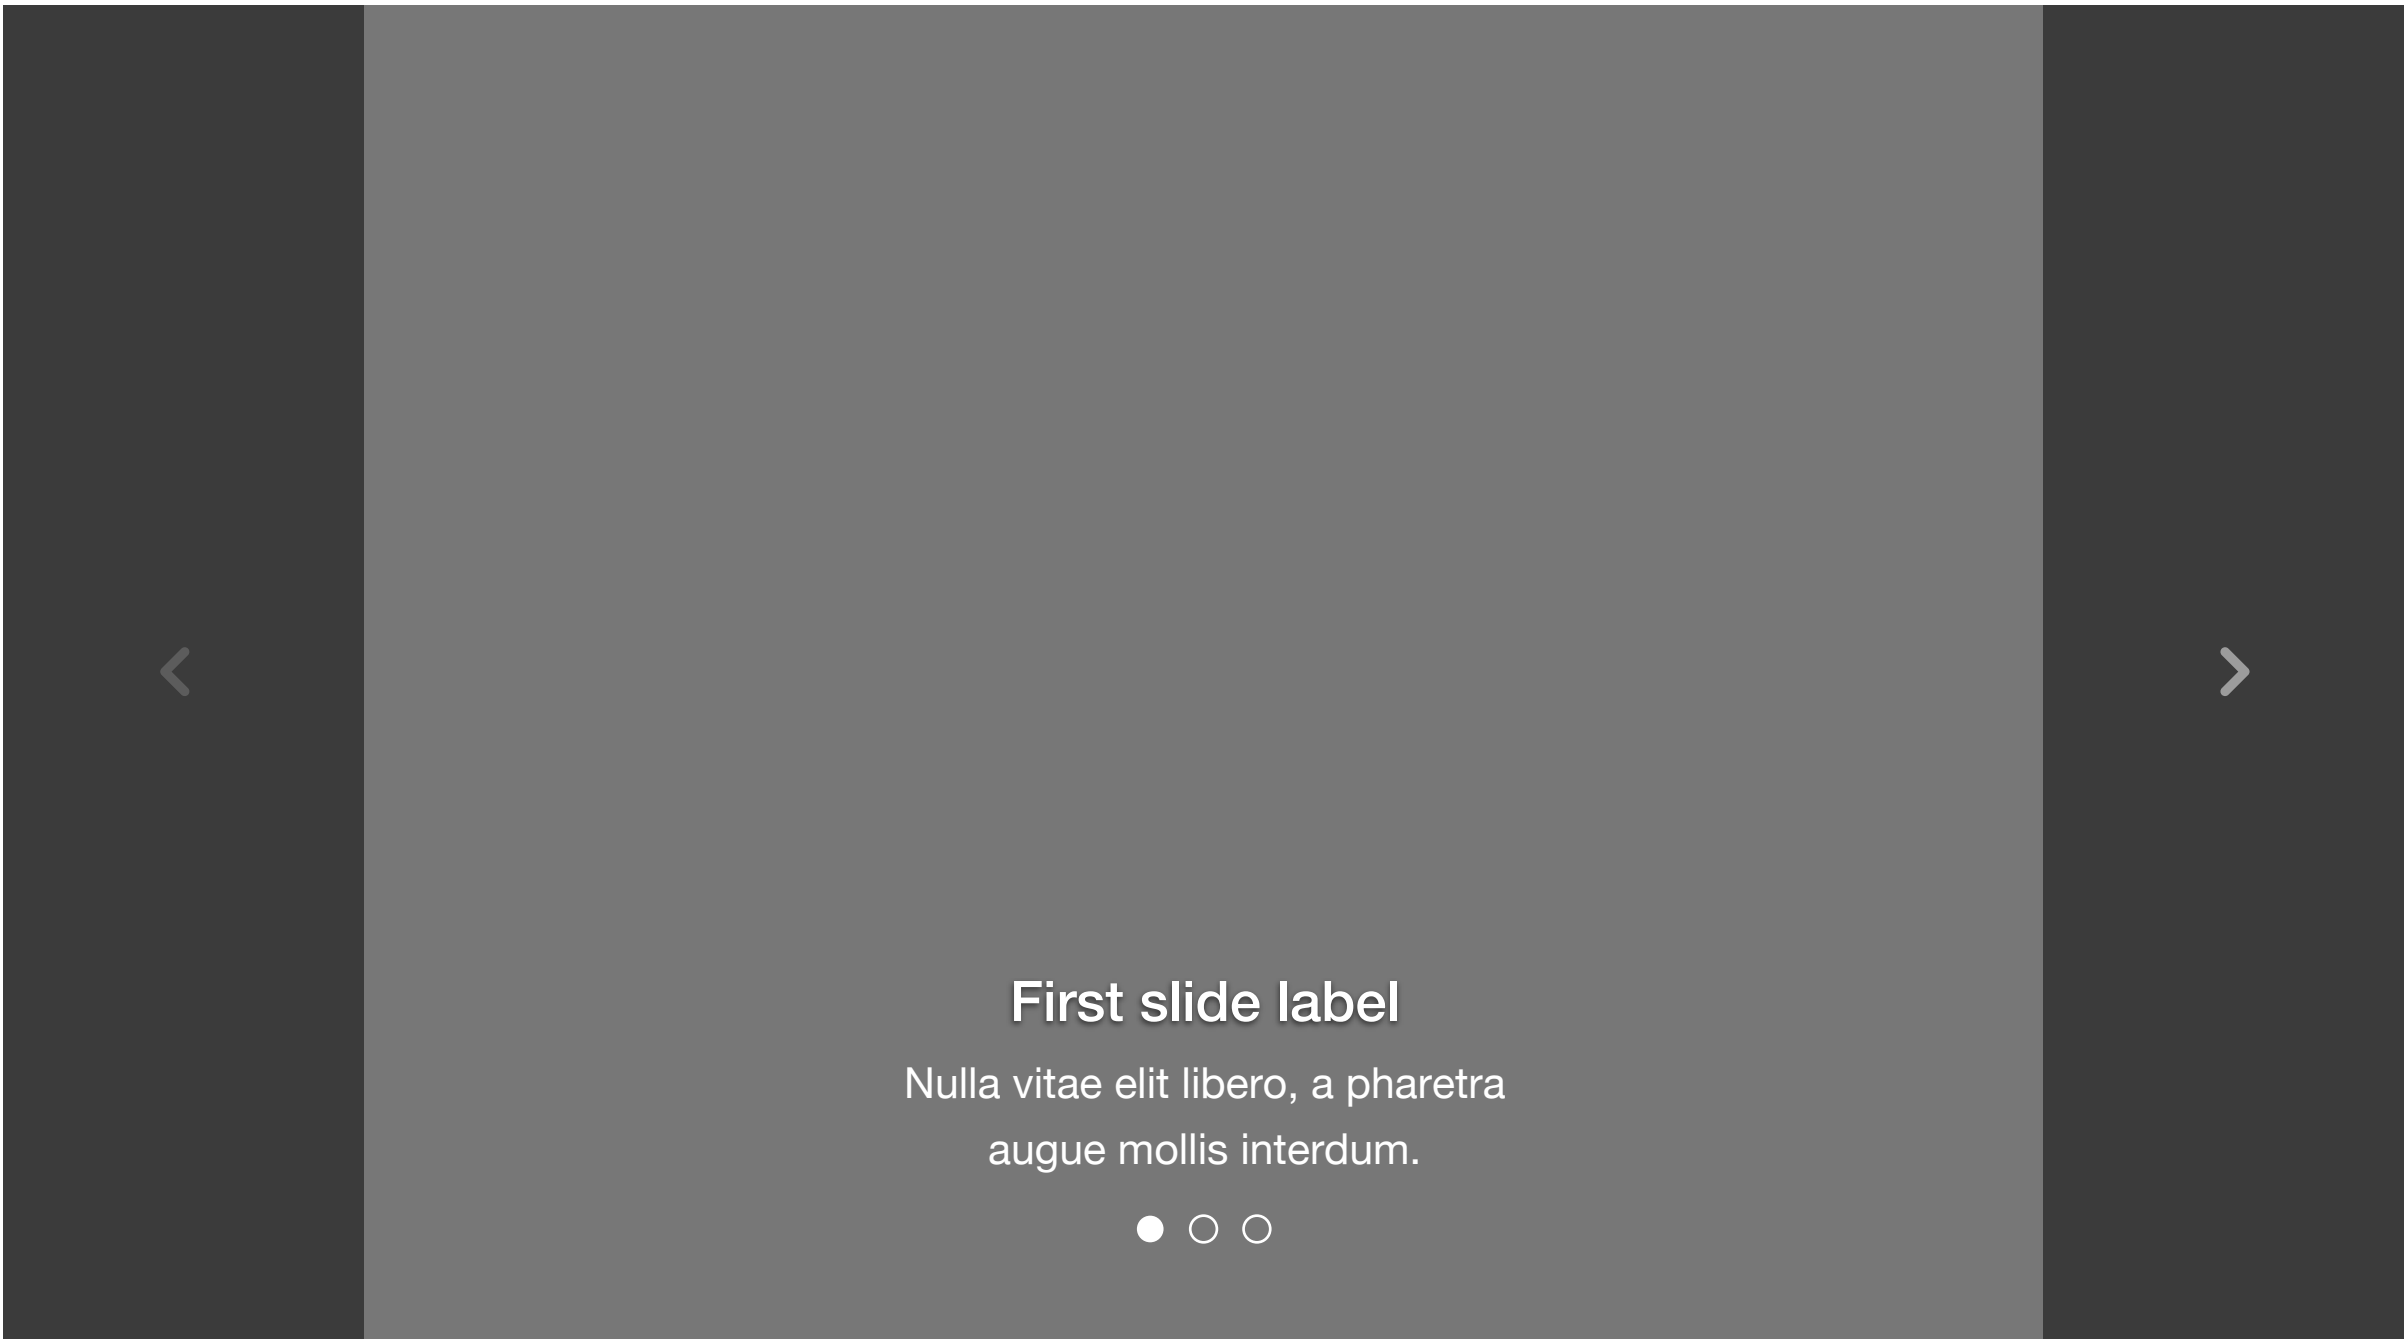 First slide label
Nulla vitae elit libero, a pharetra
augue mollis interdum.